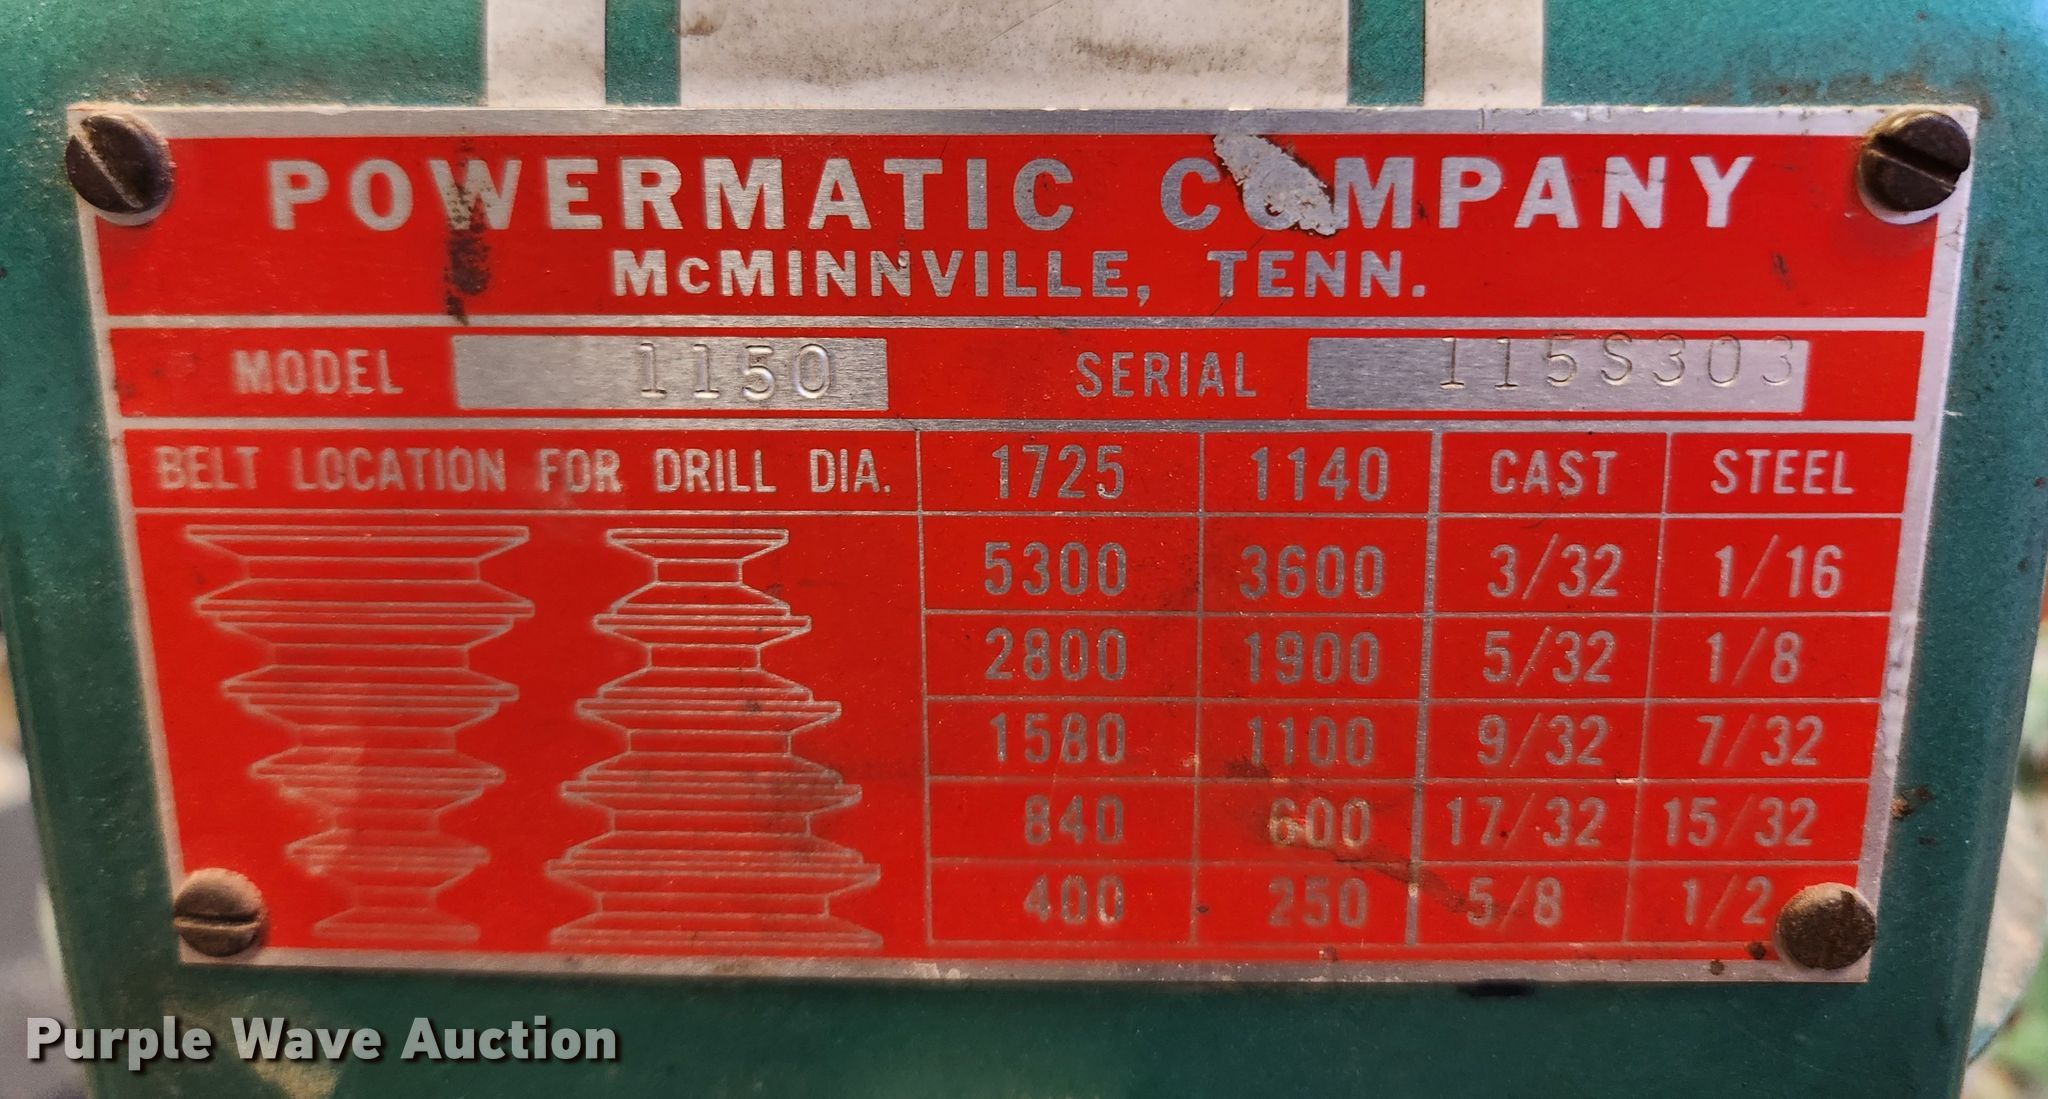 POWERMATIC COMPANY
McMINNVILLE, TENN.
MODEL 1150 SERIAL 115S303
BELT LOCATION FOR DRILL DIA. 1725 1140 CAST STEEL
5300 3600 3/32 1/16
2800 1900 5/32 1/8
1580 1100 9/32 7/32
840 600 17/32 15/32
400 250 5/8 1/2
Purple Wave Auction